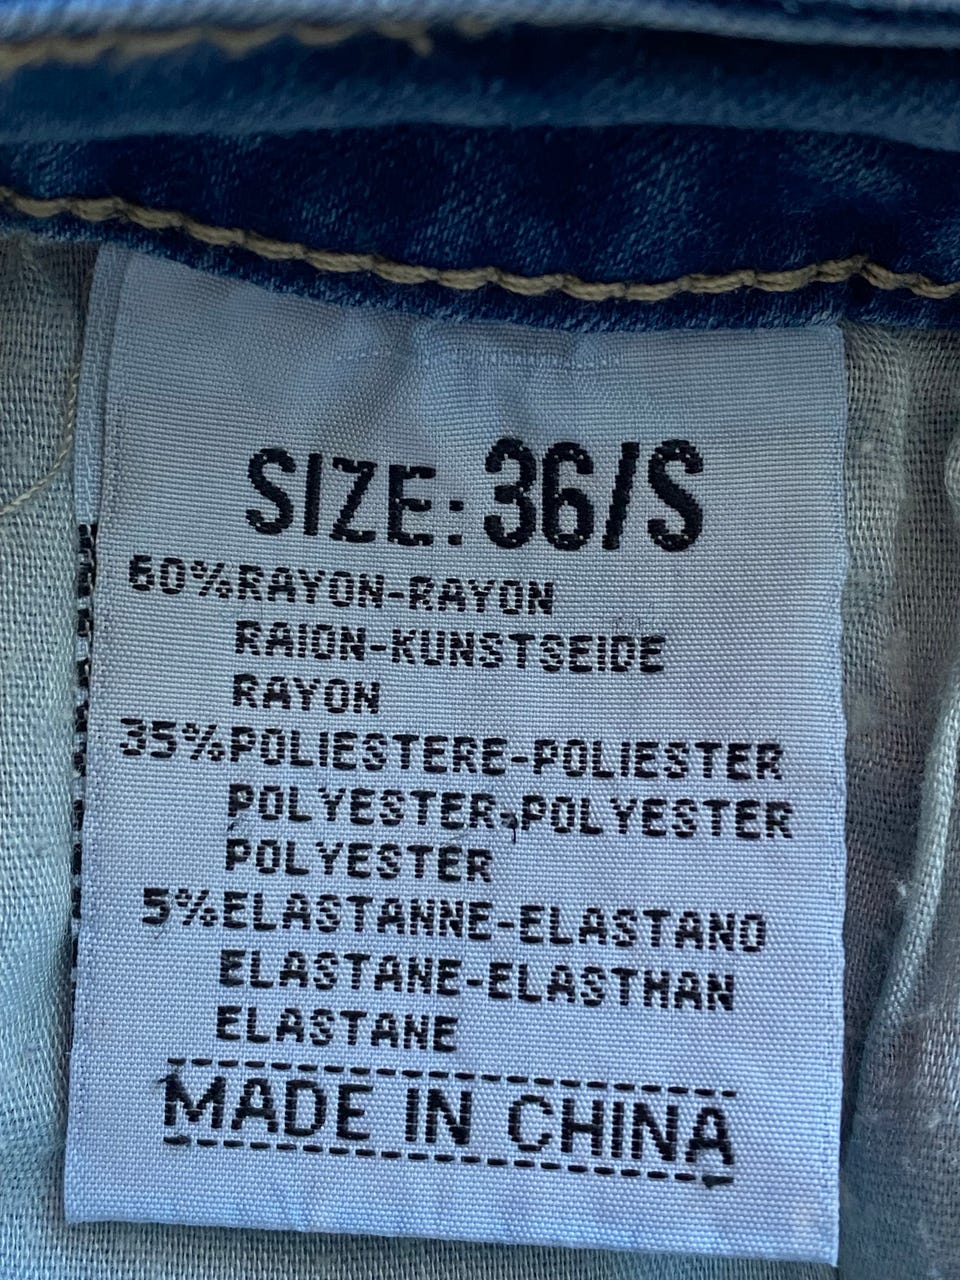 SIZE: 36/S
60%RAYON-RAYON
RAION-KUNSTSEIDE
RAYON
35%POLIESTERE-POLIESTER
POLYESTER-POLYESTER
POLYESTER
5%ELASTANNE-ELASTANO
ELASTANE-ELASTHAN
ELASTANE
MADE IN CHINA